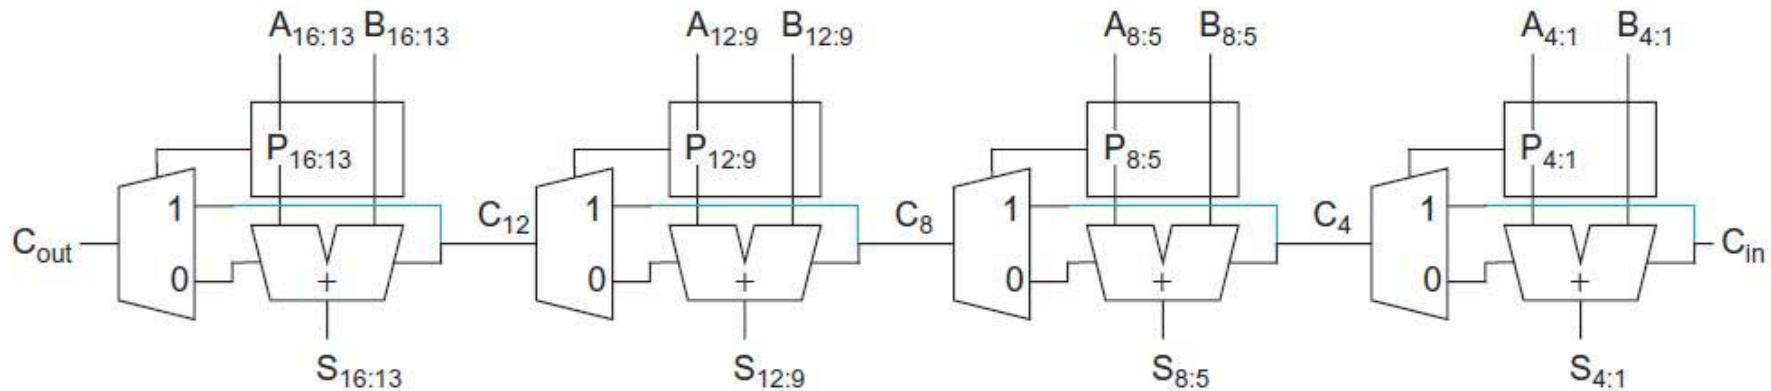 A16:13 B16:13 A12:9 B12:9 A8:5 B8:5 A4:1 B4:1
P16:13 P12:9 P8:5 P4:1
1 1 1 1
Cout C12 C8 C4 Cin
0 + 0 + 0 + 0 +
S16:13 S12:9 S8:5 S4:1